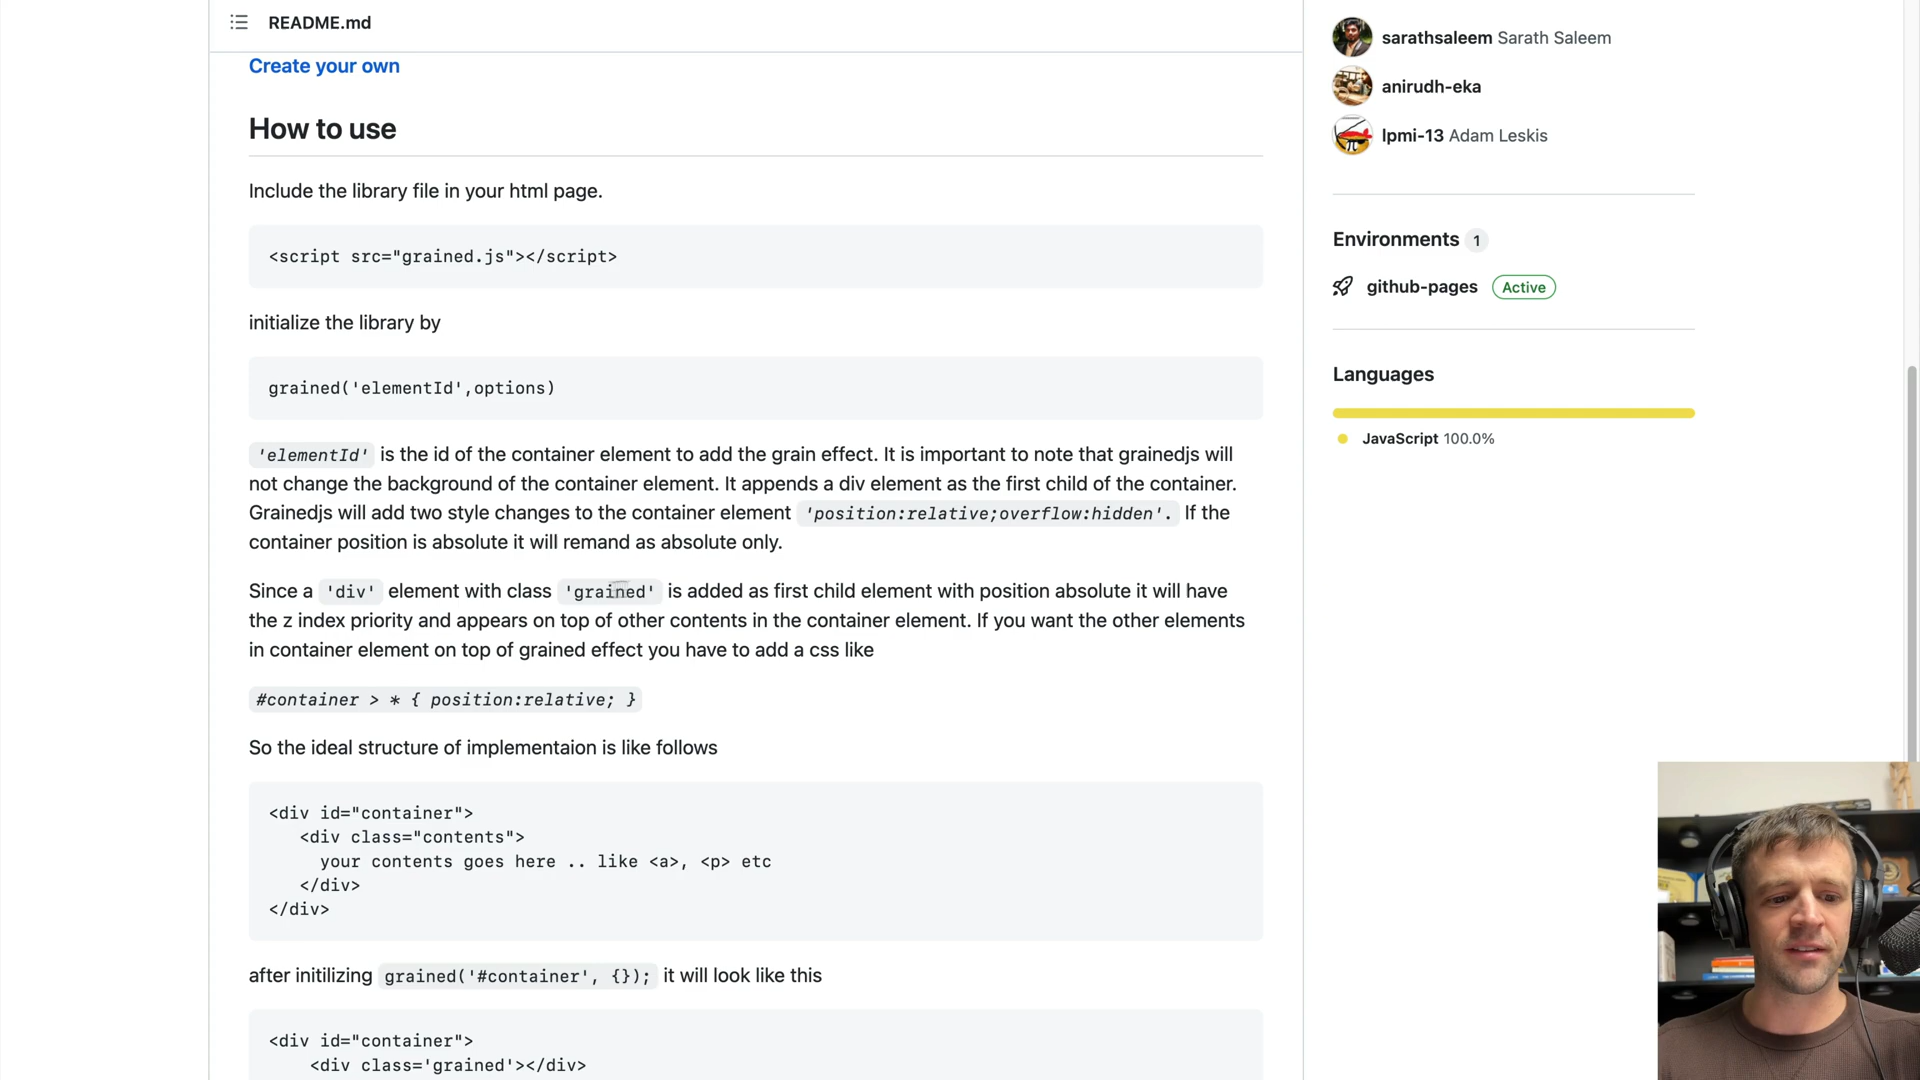 README.md
Create your own
How to use
Include the library file in your html page.
<script src="grained.js"></script>
initialize the library by
grained('elementId',options)
'elementId' is the id of the container element to add the grain effect. It is important to note that grainedjs will
not change the background of the container element. It appends a div element as the first child of the container.
Grainedjs will add two style changes to the container element 'position:relative;overflow:hidden'. If the
container position is absolute it will remand as absolute only.
Since a 'div' element with class 'grained' is added as first child element with position absolute it will have
the z index priority and appears on top of other contents in the container element. If you want the other elements
in container element on top of grained effect you have to add a css like
#container > * { position:relative; }
So the ideal structure of implementaion is like follows
<div id="container">
<div class="contents">
your contents goes here .. like <a>, <p> etc
</div>
</div>
after initilizing grained('#container', {}); it will look like this
<div id="container">
<div class='grained'></div>
sarathsaleem Sarath Saleem
anirudh-eka
lpmi-13 Adam Leskis
Environments 1
github-pages Active
Languages
JavaScript 100.0%